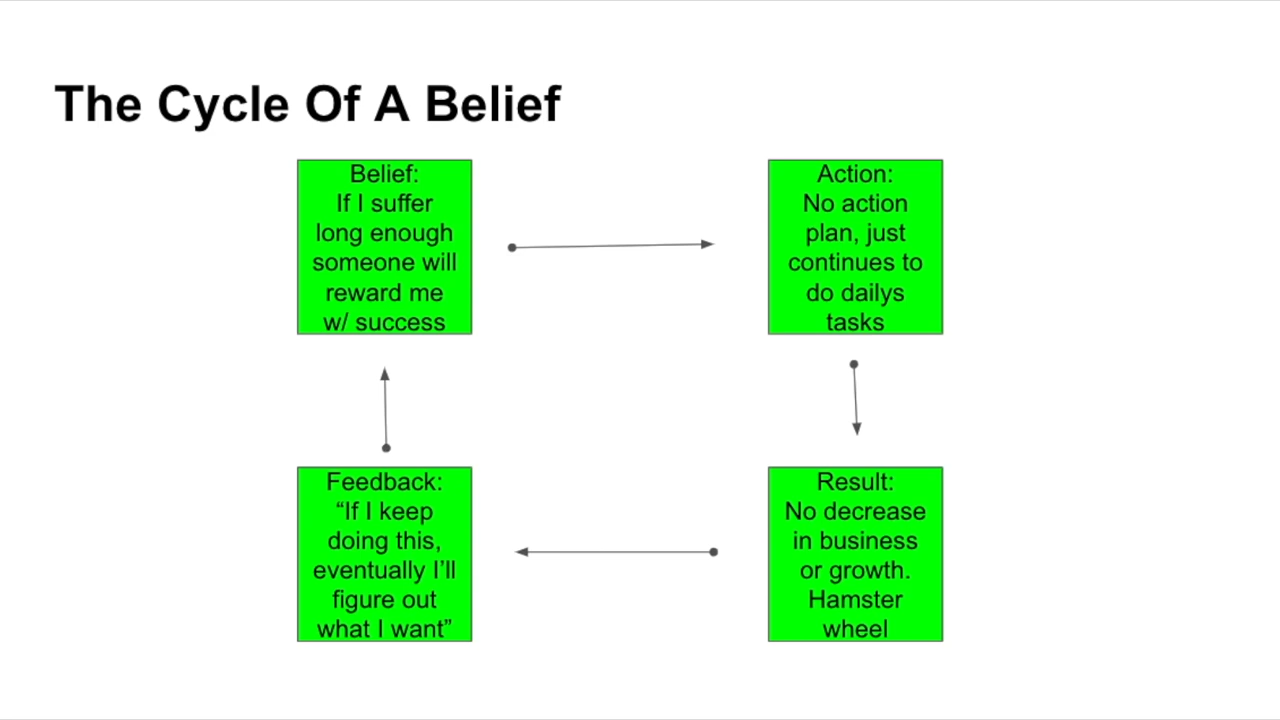 The Cycle Of A Belief
Belief:
If I suffer
long enough
someone will
reward me
w/ success
Action:
No action
plan, just
continues to
do dailys
tasks
Feedback:
“If I keep
doing this,
eventually I’ll
figure out
what I want”
Result:
No decrease
in business
or growth.
Hamster
wheel